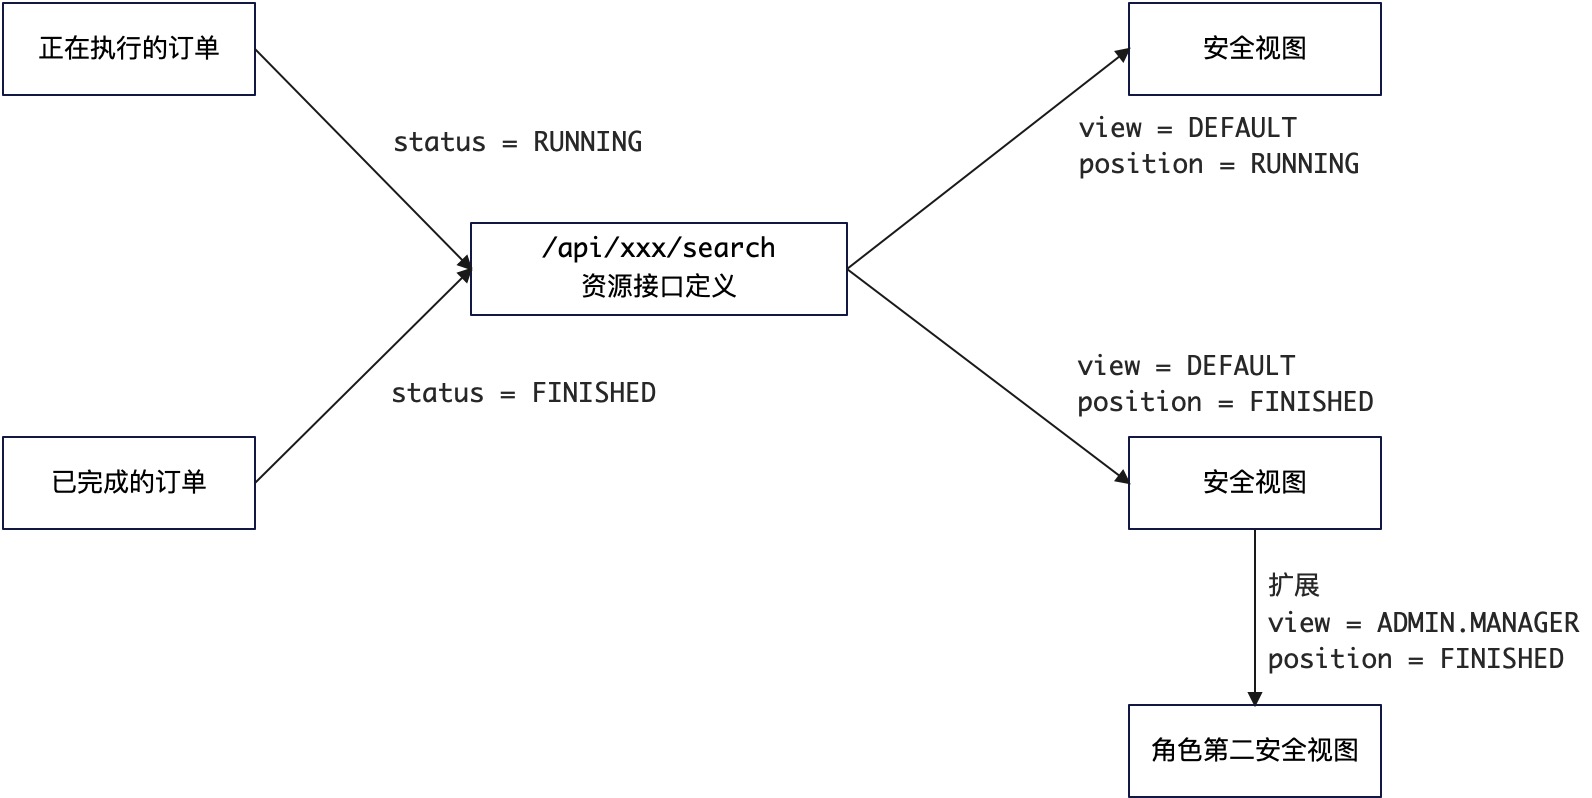 正在执行的订单
安全视图
status = RUNNING
view = DEFAULT
position = RUNNING
/api/xxx/search
资源接口定义
status = FINISHED
view = DEFAULT
position = FINISHED
已完成的订单
安全视图
扩展
view = ADMIN.MANAGER
position = FINISHED
角色第二安全视图